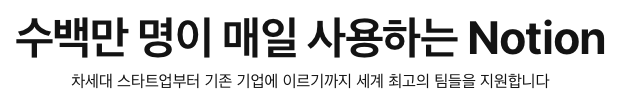 수백만 명이 매일 사용하는 Notion
차세대 스타트업부터 기존 기업에 이르기까지 세계 최고의 팀들을 지원합니다